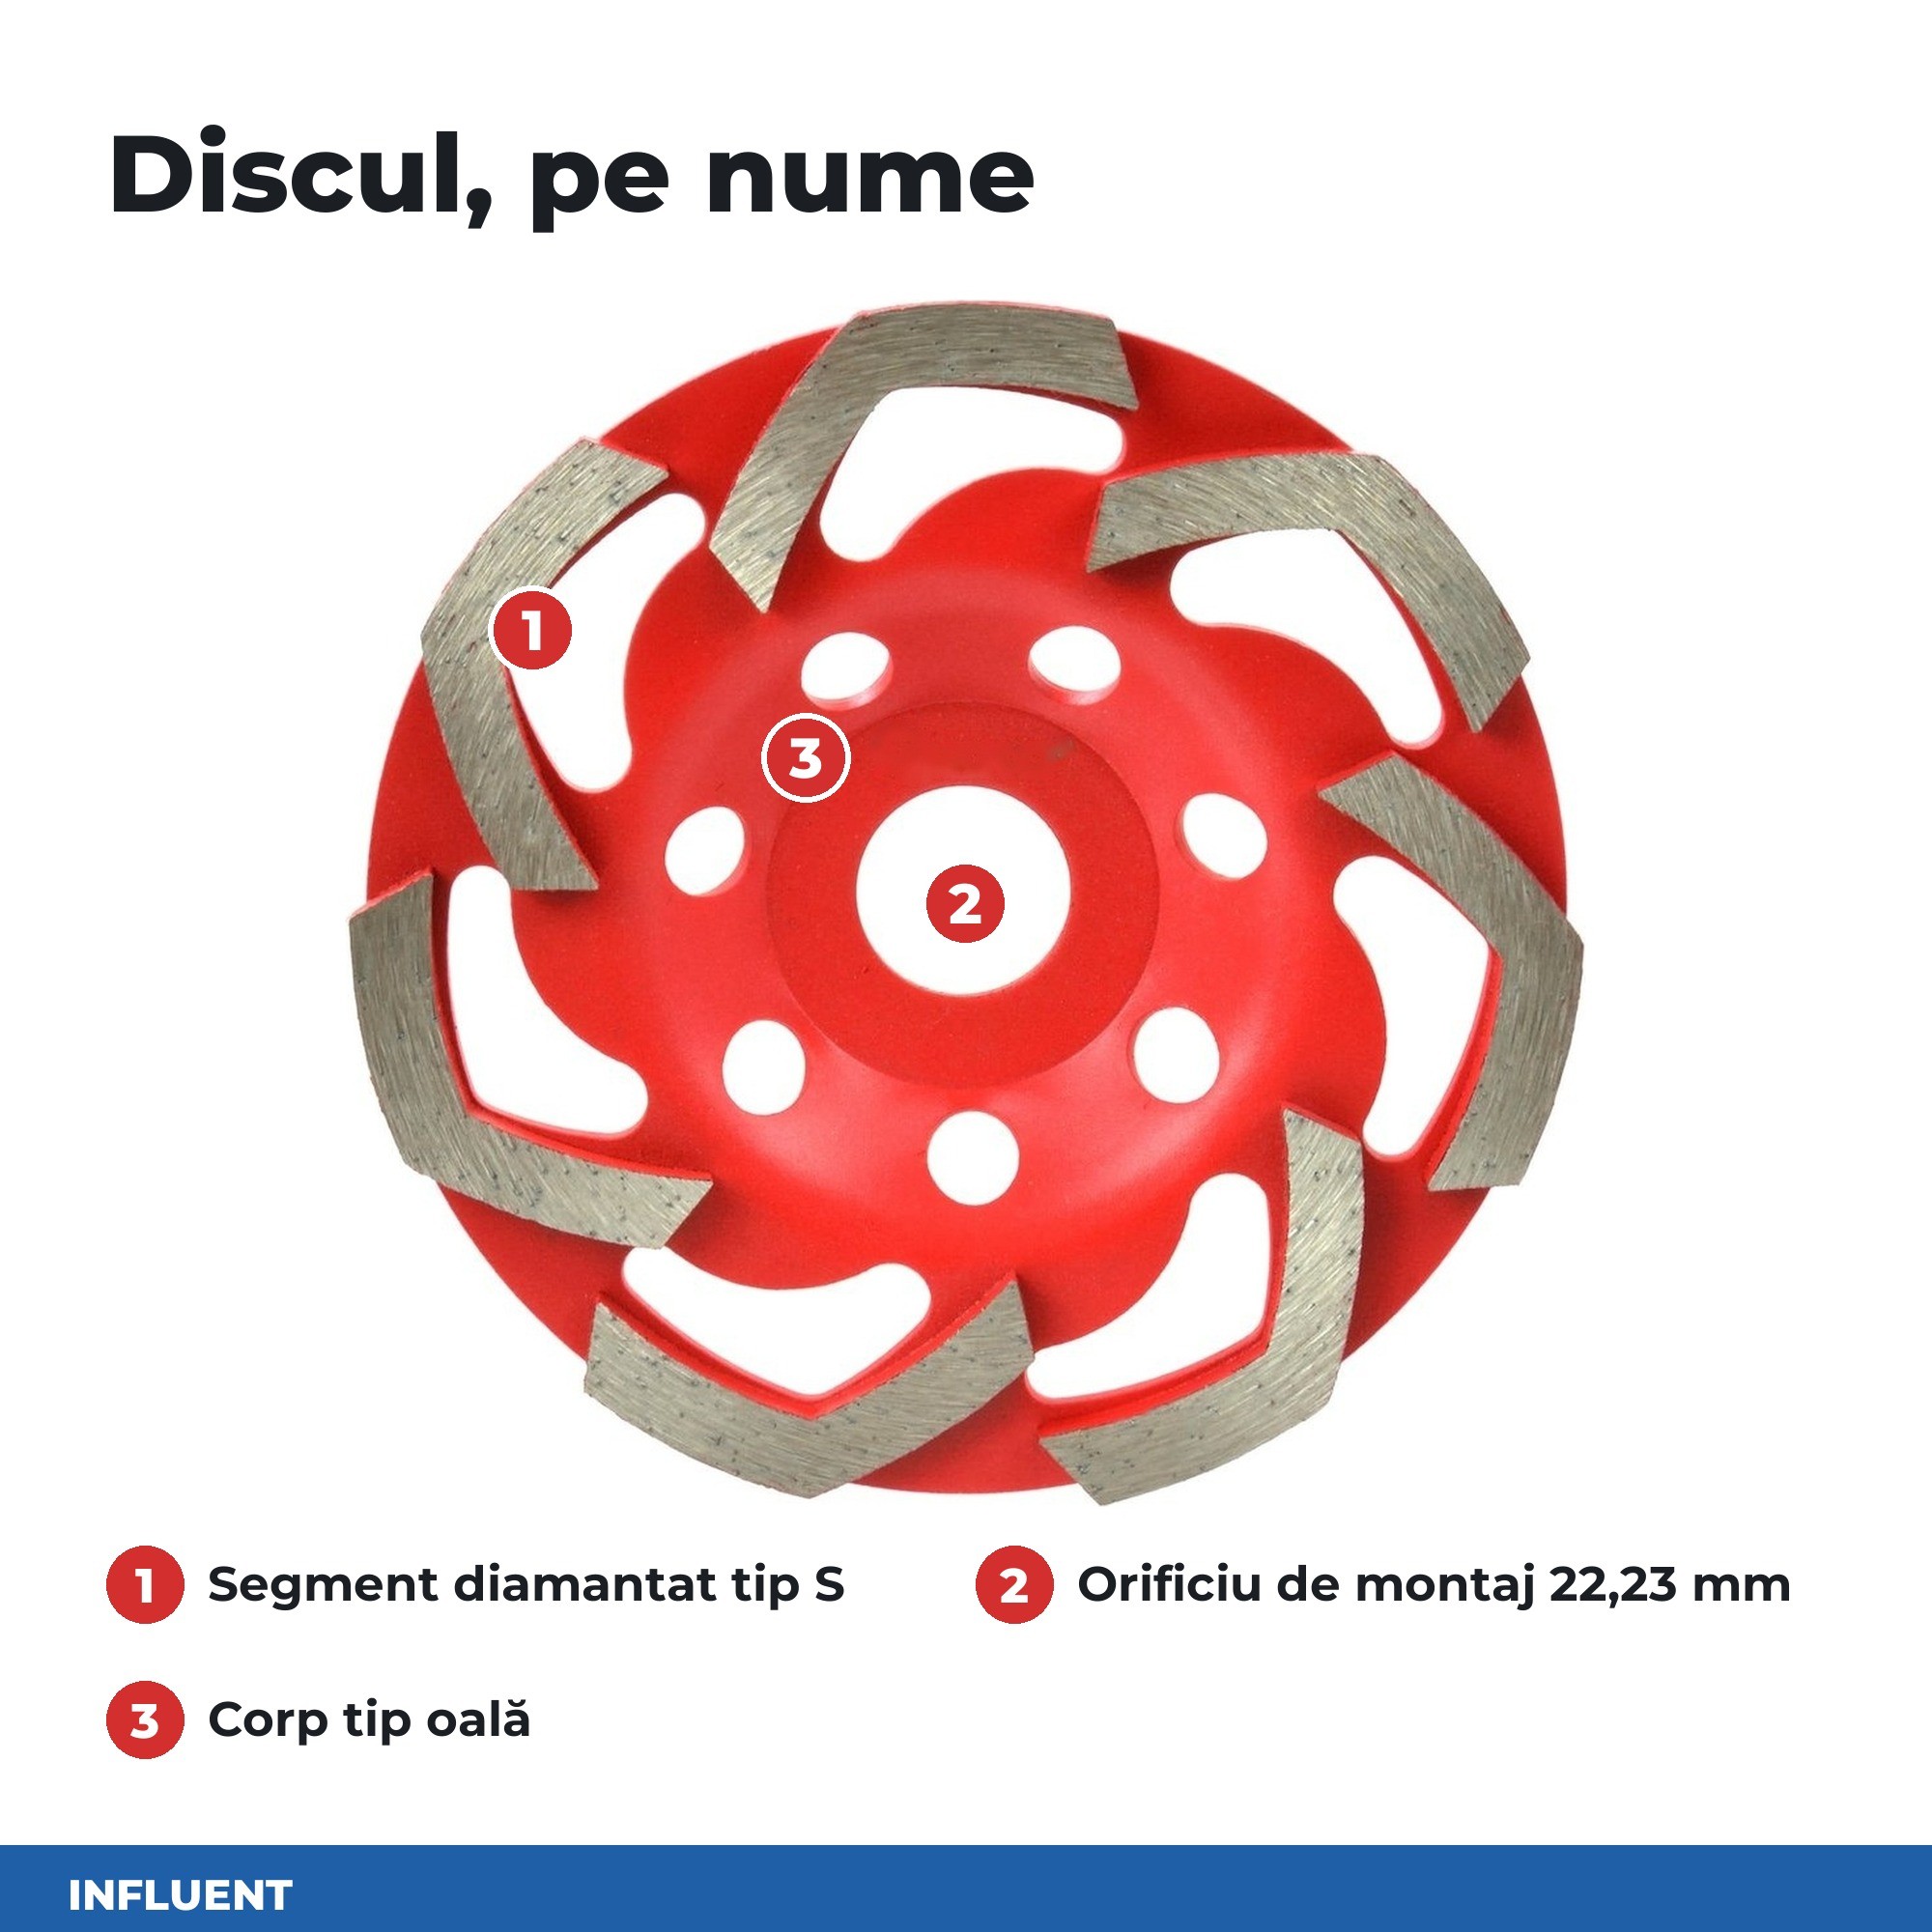 Discul, pe nume
1
3
2
1 Segment diamantat tip S
2 Orificiu de montaj 22,23 mm
3 Corp tip oală
INFLUENT